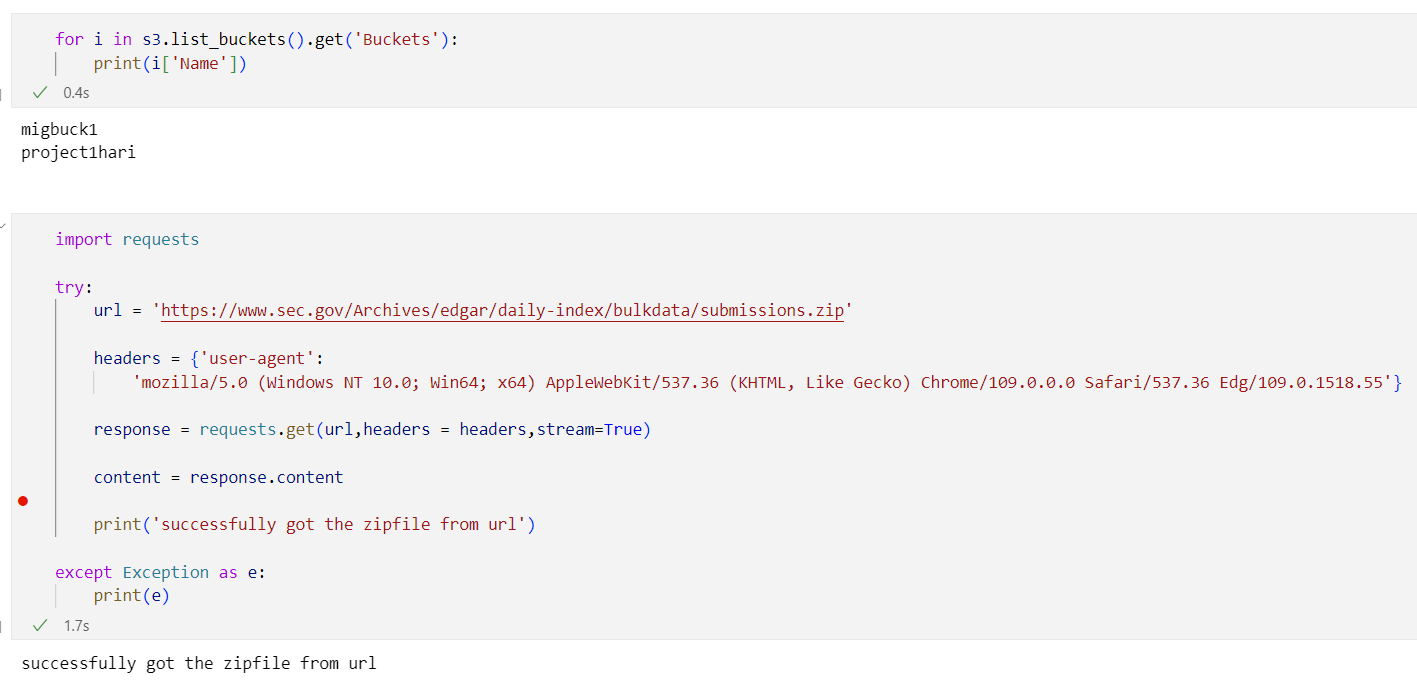 for i in s3.list_buckets().get('Buckets'):
    print(i['Name'])
0.4s
migbuck1
project1hari
import requests
try:
    url = 'https://www.sec.gov/Archives/edgar/daily-index/bulkdata/submissions.zip'
    headers = {'user-agent':
        'mozilla/5.0 (Windows NT 10.0; Win64; x64) AppleWebKit/537.36 (KHTML, Like Gecko) Chrome/109.0.0.0 Safari/537.36 Edg/109.0.1518.55'}
    response = requests.get(url,headers = headers,stream=True)
    content = response.content
    print('successfully got the zipfile from url')
except Exception as e:
    print(e)
1.7s
successfully got the zipfile from url